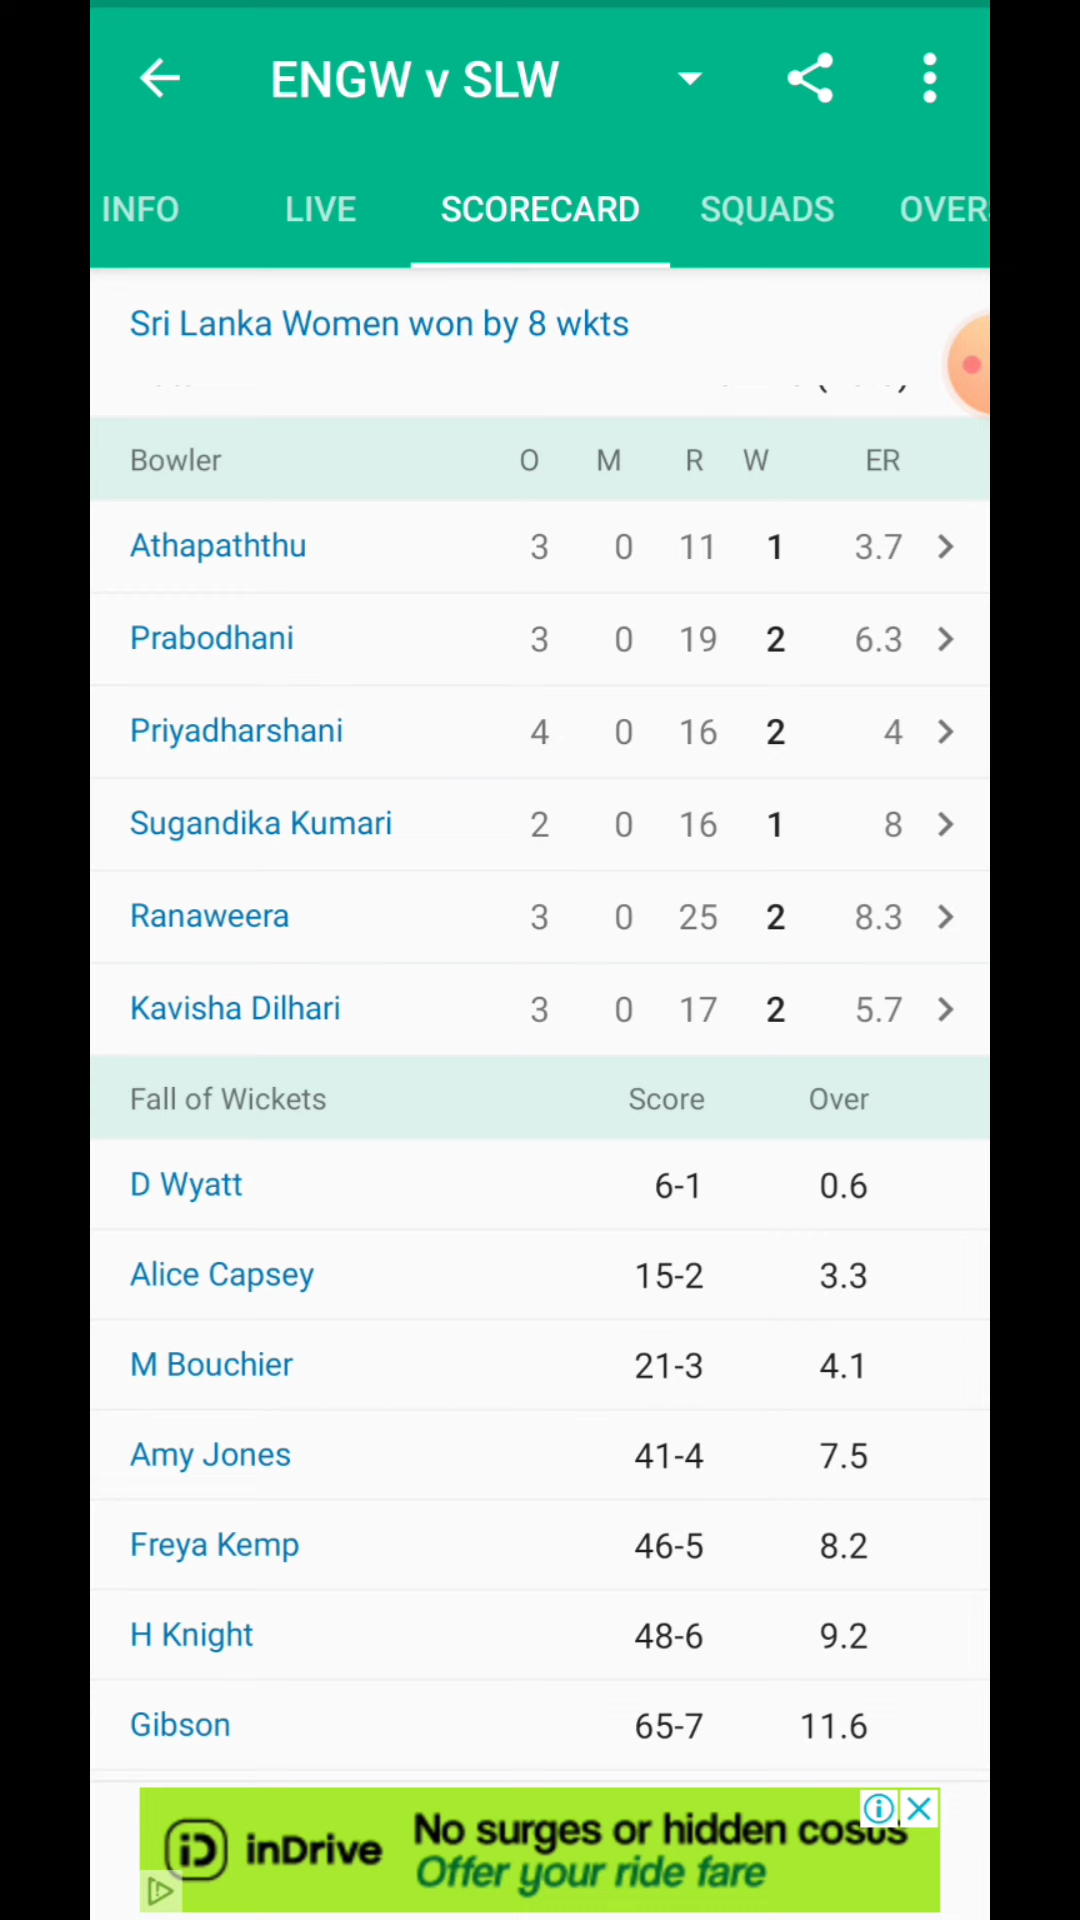 ENGW v SLW
INFO LIVE SCORECARD SQUADS OVER
Sri Lanka Women won by 8 wkts
Bowler O M R W ER
Athapaththu 3 0 11 1 3.7
Prabodhani 3 0 19 2 6.3
Priyadharshani 4 0 16 2 4
Sugandika Kumari 2 0 16 1 8
Ranaweera 3 0 25 2 8.3
Kavisha Dilhari 3 0 17 2 5.7
Fall of Wickets Score Over
D Wyatt 6-1 0.6
Alice Capsey 15-2 3.3
M Bouchier 21-3 4.1
Amy Jones 41-4 7.5
Freya Kemp 46-5 8.2
H Knight 48-6 9.2
Gibson 65-7 11.6
iD inDrive
No surges or hidden costs
Offer your ride fare